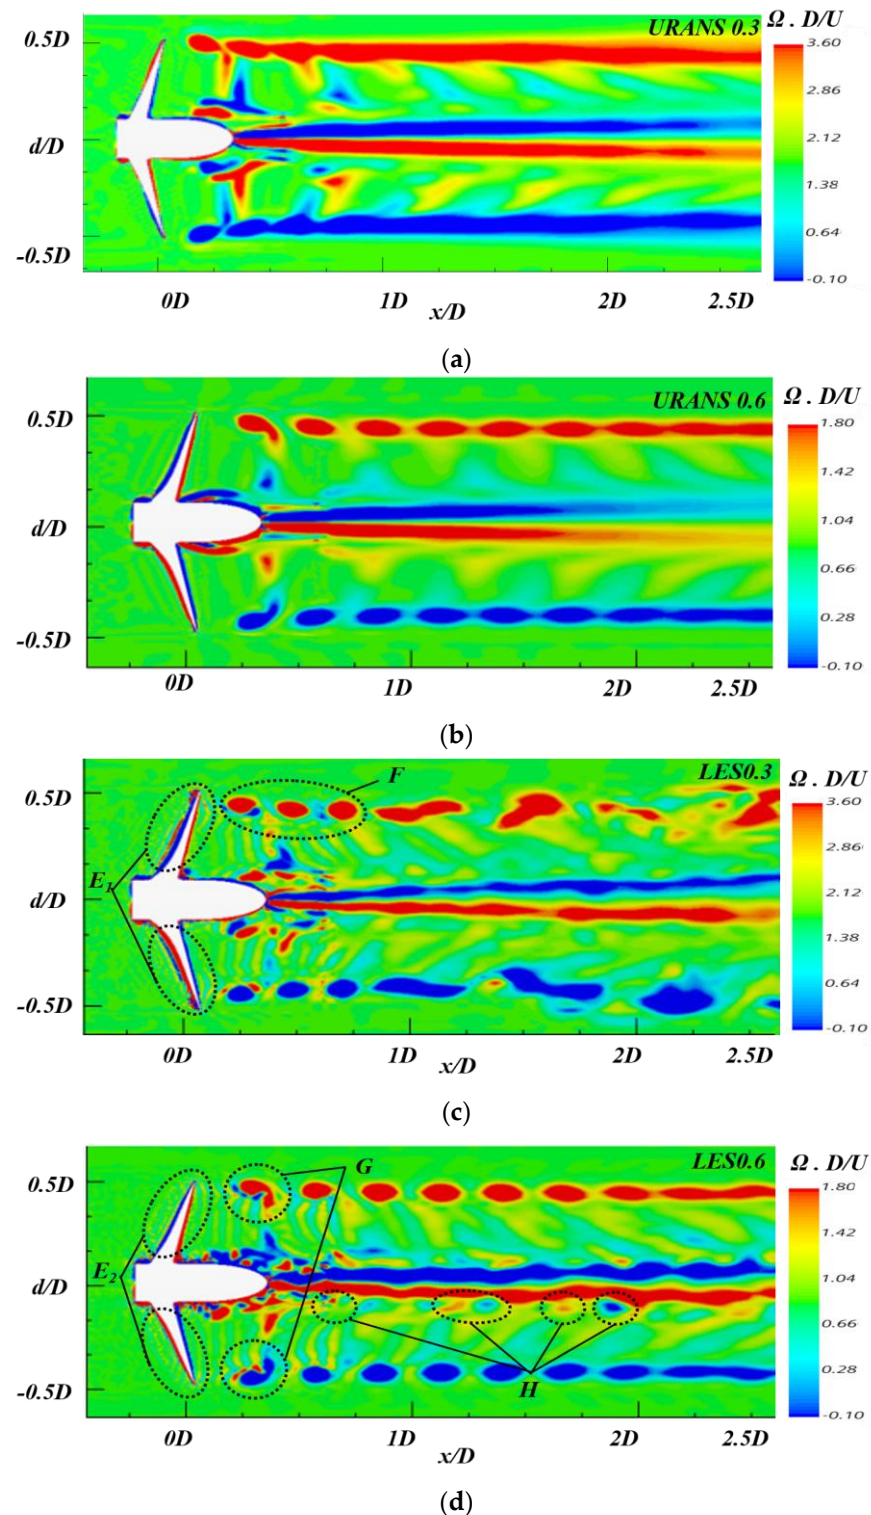 URANS 0.3
Ω . D/U
0.5D
d/D
-0.5D
3.60
2.86
2.12
1.38
0.64
-0.10
0D 1D 2D 2.5D
x/D
(a)
URANS 0.6
Ω . D/U
0.5D
d/D
-0.5D
1.80
1.42
1.04
0.66
0.28
-0.10
0D 1D 2D 2.5D
(b)
F
LES0.3
Ω . D/U
0.5D
E1
d/D
-0.5D
3.60
2.86
2.12
1.38
0.64
-0.10
0D 1D 2D 2.5D
x/D
(c)
G
LES0.6
Ω . D/U
0.5D
E2
d/D
-0.5D
H
1.80
1.42
1.04
0.66
0.28
-0.10
0D 1D 2D 2.5D
x/D
(d)